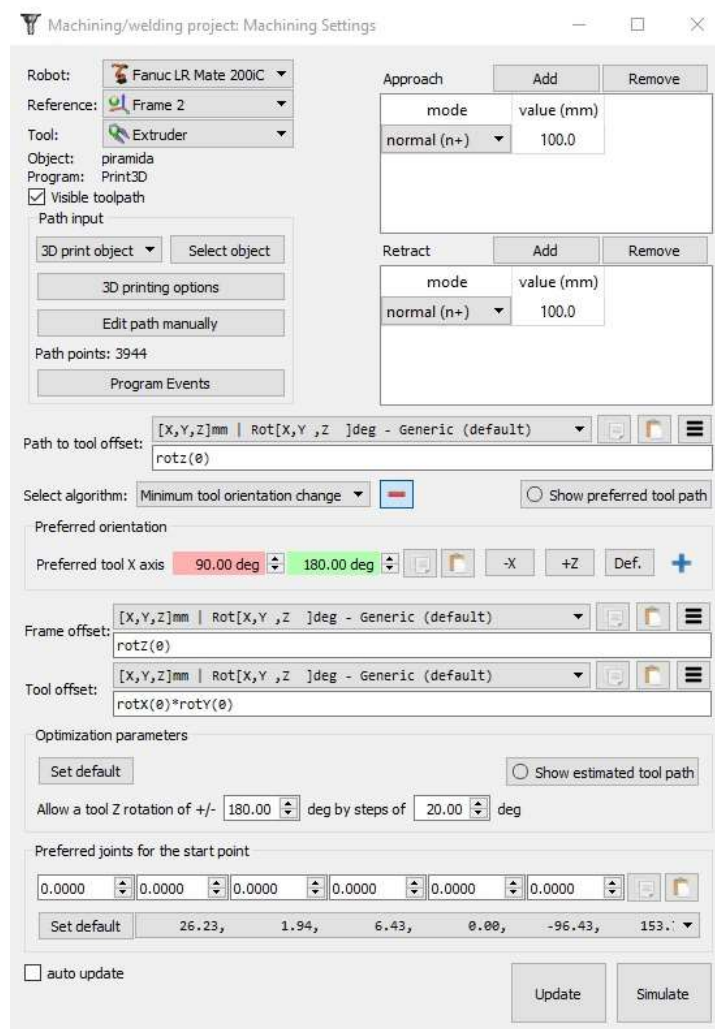 Machining/welding project: Machining Settings
Robot: Fanuc LR Mate 200iC
Reference: Frame 2
Tool: Extruder
Object: piramida
Program: Print3D
Visible toolpath
Path input
3D print object Select object
3D printing options
Edit path manually
Path points: 3944
Program Events
Approach Add Remove
mode value (mm)
normal (n+) 100.0
Retract Add Remove
mode value (mm)
normal (n+) 100.0
Path to tool offset: [X,Y,Z]mm | Rot[X,Y ,Z ]deg - Generic (default)
rotz(0)
Select algorithm: Minimum tool orientation change Show preferred tool path
Preferred orientation
Preferred tool X axis 90.00 deg 180.00 deg -X +Z Def.
Frame offset: [X,Y,Z]mm | Rot[X,Y ,Z ]deg - Generic (default)
rotZ(0)
Tool offset: [X,Y,Z]mm | Rot[X,Y ,Z ]deg - Generic (default)
rotX(0)*rotY(0)
Optimization parameters
Set default Show estimated tool path
Allow a tool Z rotation of +/- 180.00 deg by steps of 20.00 deg
Preferred joints for the start point
0.0000 0.0000 0.0000 0.0000 0.0000 0.0000
Set default 26.23, 1.94, 6.43, 0.00, -96.43, 153.
auto update
Update Simulate